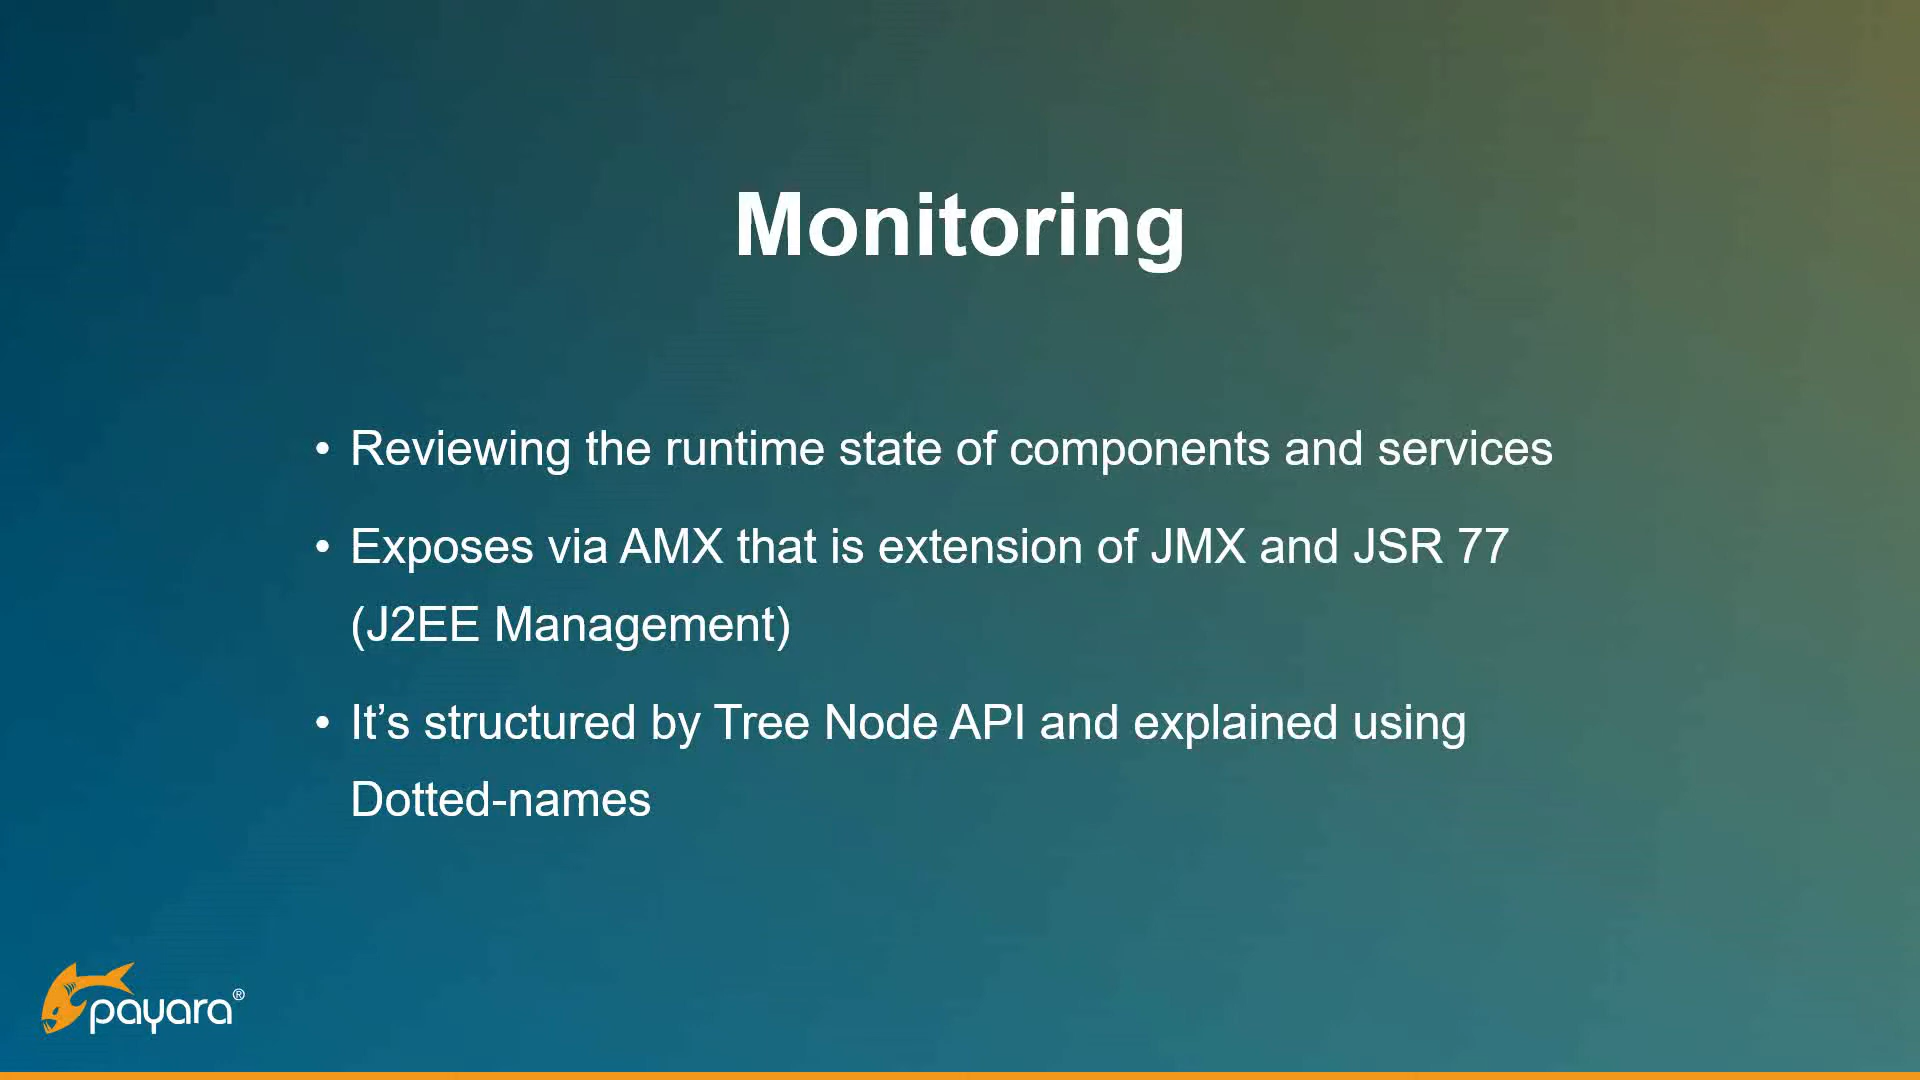 Monitoring
• Reviewing the runtime state of components and services
• Exposes via AMX that is extension of JMX and JSR 77
(J2EE Management)
• It’s structured by Tree Node API and explained using
Dotted-names
payara®